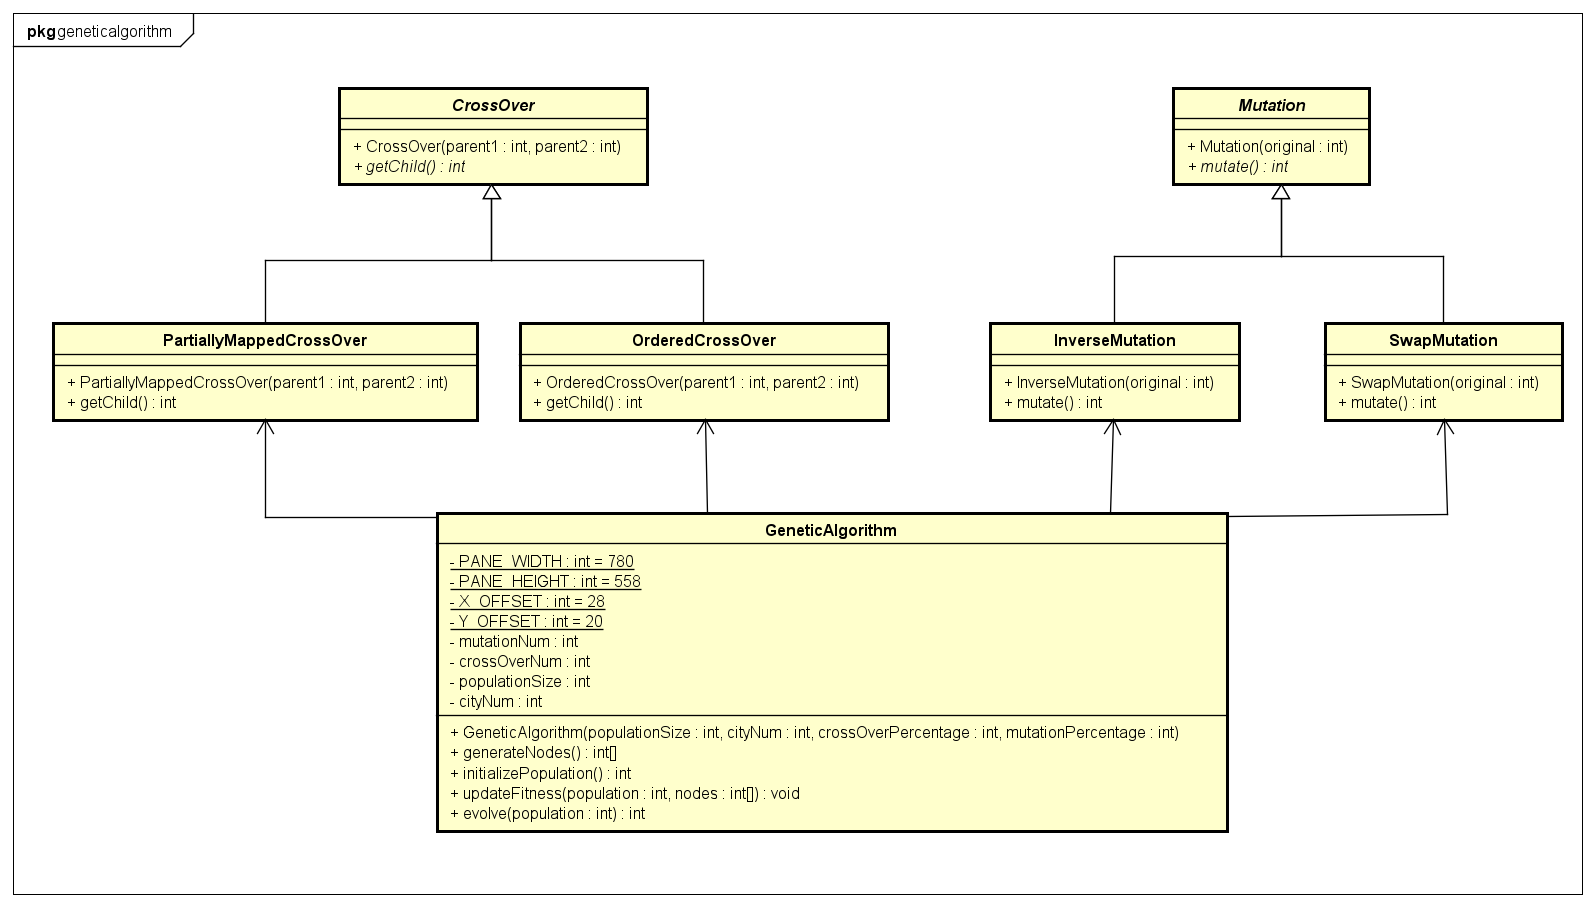 pkg geneticalgorithm
CrossOver
+ CrossOver(parent1 : int, parent2 : int)
+ getChild() : int
Mutation
+ Mutation(original : int)
+ mutate() : int
PartiallyMappedCrossOver
+ PartiallyMappedCrossOver(parent1 : int, parent2 : int)
+ getChild() : int
OrderedCrossOver
+ OrderedCrossOver(parent1 : int, parent2 : int)
+ getChild() : int
InverseMutation
+ InverseMutation(original : int)
+ mutate() : int
SwapMutation
+ SwapMutation(original : int)
+ mutate() : int
GeneticAlgorithm
- PANE_WIDTH : int = 780
- PANE_HEIGHT : int = 558
- X_OFFSET : int = 28
- Y_OFFSET : int = 20
- mutationNum : int
- crossOverNum : int
- populationSize : int
- cityNum : int
+ GeneticAlgorithm(populationSize : int, cityNum : int, crossOverPercentage : int, mutationPercentage : int)
+ generateNodes() : int[]
+ initializePopulation() : int
+ updateFitness(population : int, nodes : int[]) : void
+ evolve(population : int) : int